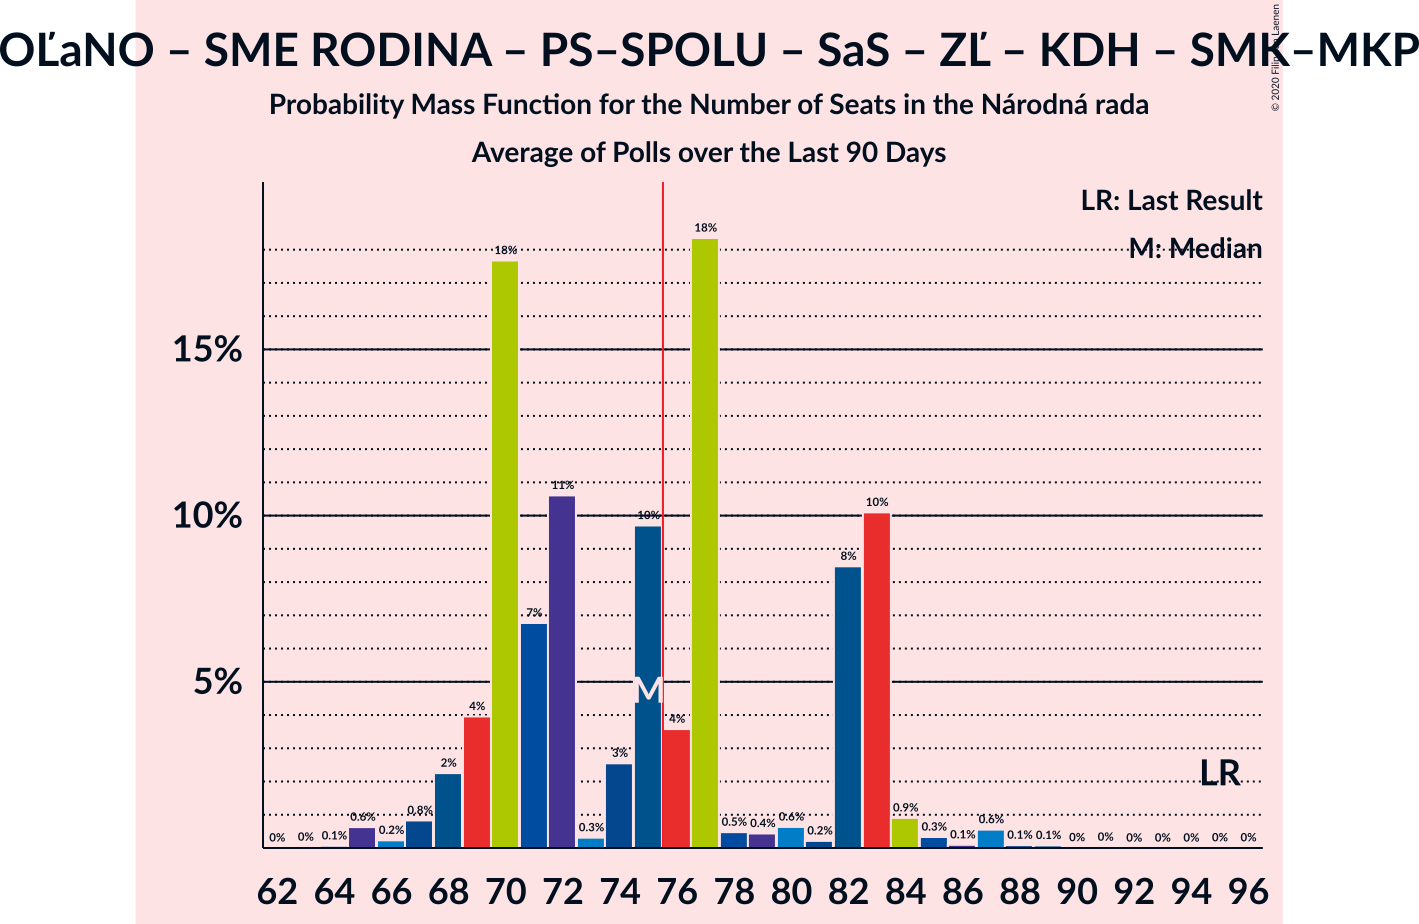 OĽaNO – SME RODINA – PS–SPOLU – SaS – ZĽ – KDH – SMK–MKP
© 2020 Filip van Laenen
Probability Mass Function for the Number of Seats in the Národná rada
Average of Polls over the Last 90 Days
LR: Last Result
M: Median
15%
10%
5%
0% 0% 0.1% 0.6% 0.2% 0.8% 2% 4% 18% 7% 11% 0.3% 3% 10% 4% 18% 0.5% 0.4% 0.6% 0.2% 8% 10% 0.9% 0.3% 0.1% 0.6% 0.1% 0.1% 0% 0% 0% 0% 0% 0% 0%
M
LR
62 64 66 68 70 72 74 76 78 80 82 84 86 88 90 92 94 96